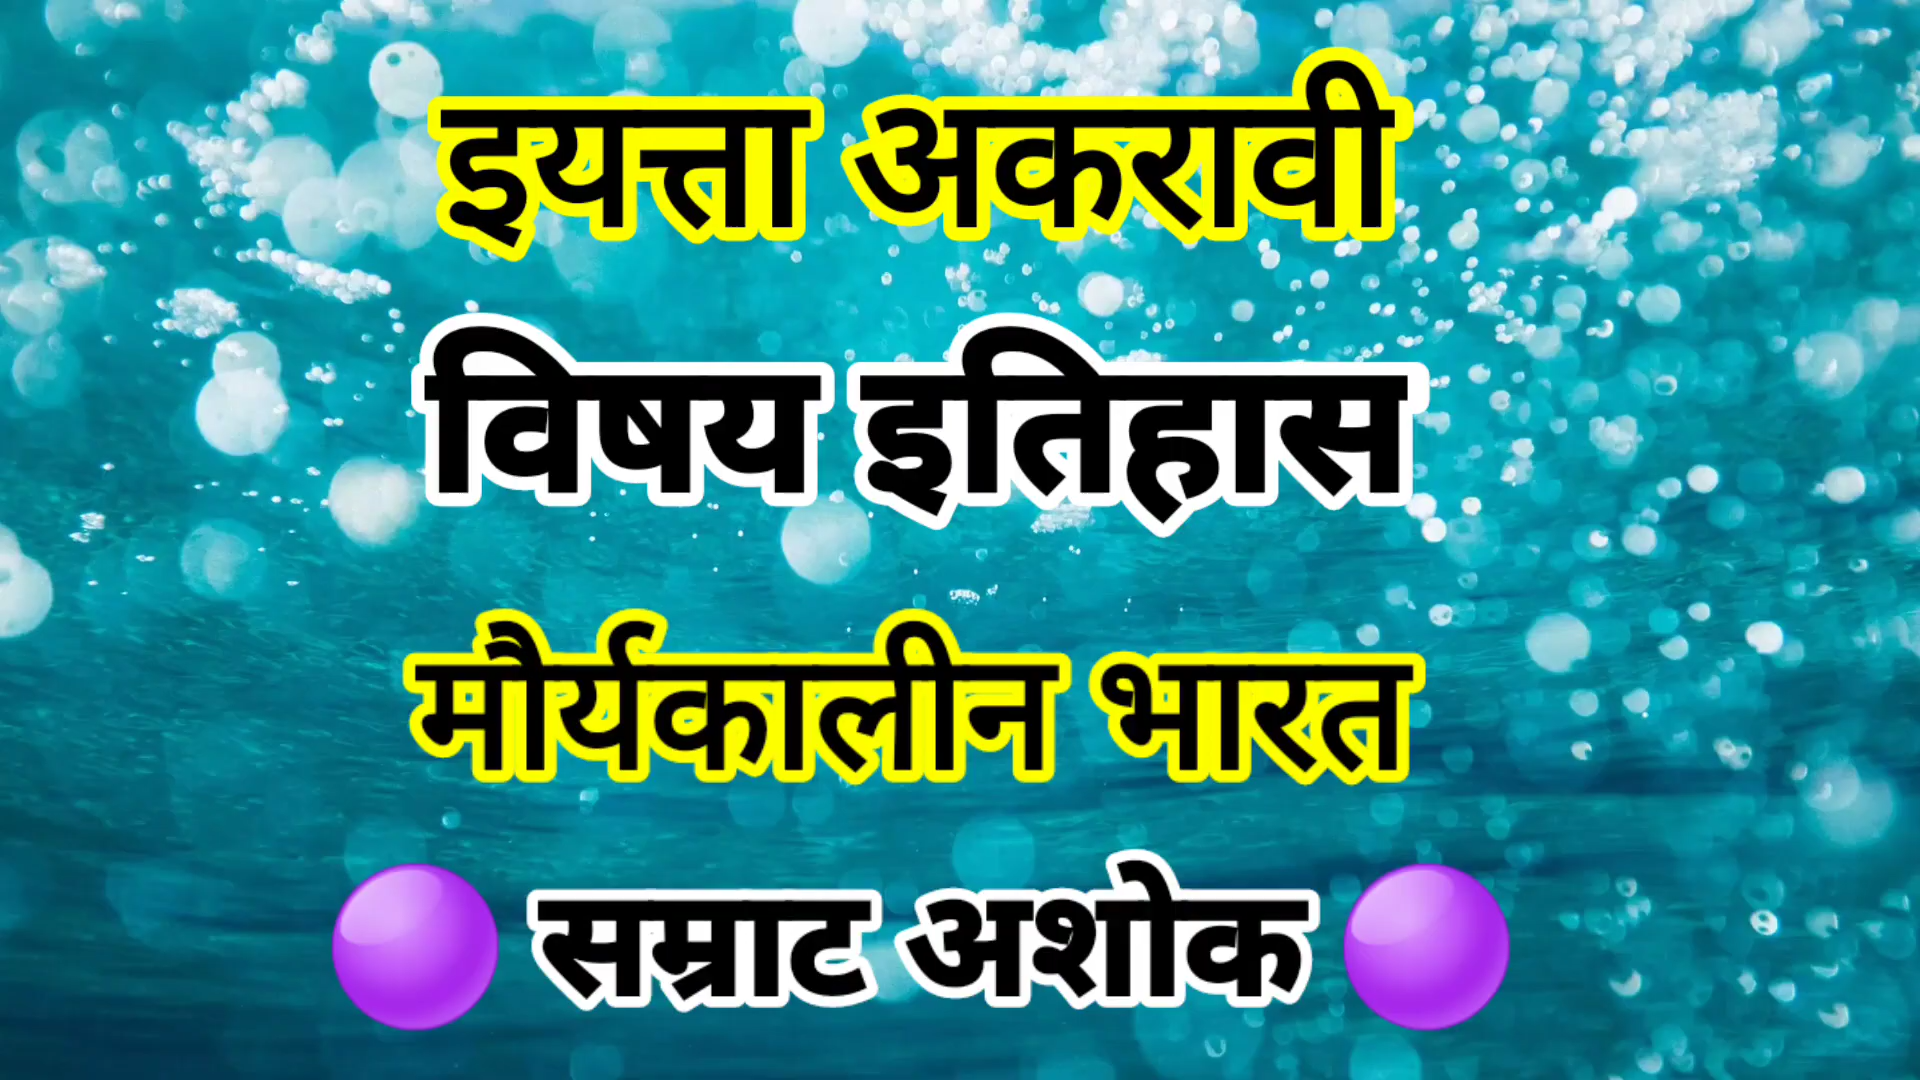 इयत्ता अकरावी
विषय इतिहास
मौर्यकालीन भारत
सम्राट अशोक